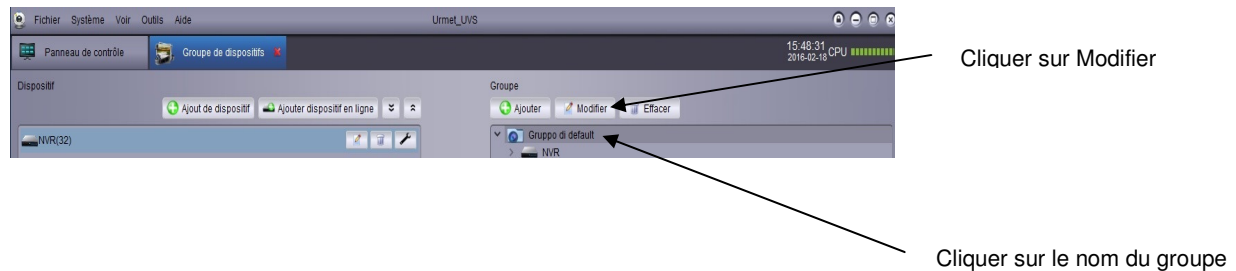 Fichier Système Voir Outils Aide Urmet_UVS
Panneau de contrôle Groupe de dispositifs 15:48:31 CPU
2016-02-18
Cliquer sur Modifier
Dispositif Groupe
Ajout de dispositif Ajouter dispositif en ligne Ajouter Modifier Effacer
NVR(32) Gruppo di default
NVR
Cliquer sur le nom du groupe